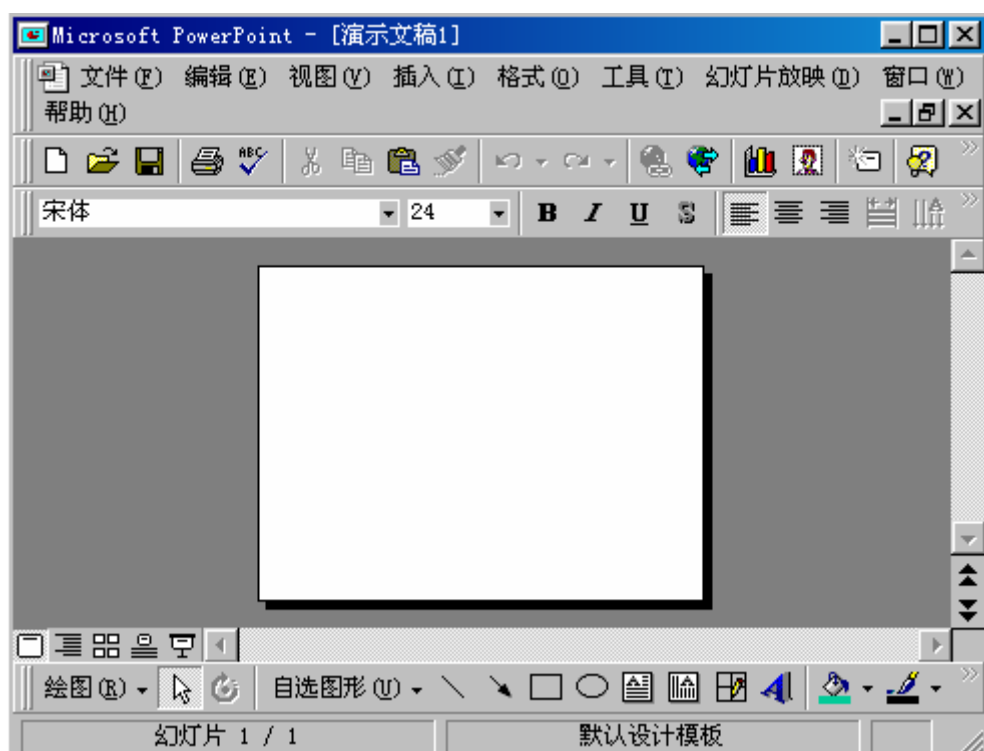 Microsoft PowerPoint - [演示文稿1]
文件(F) 编辑(E) 视图(V) 插入(I) 格式(O) 工具(T) 幻灯片放映(D) 窗口(W)
帮助(H)
ABC
宋体 24 B I U S
绘图(R) 自选图形(U)
幻灯片 1 / 1 默认设计模板